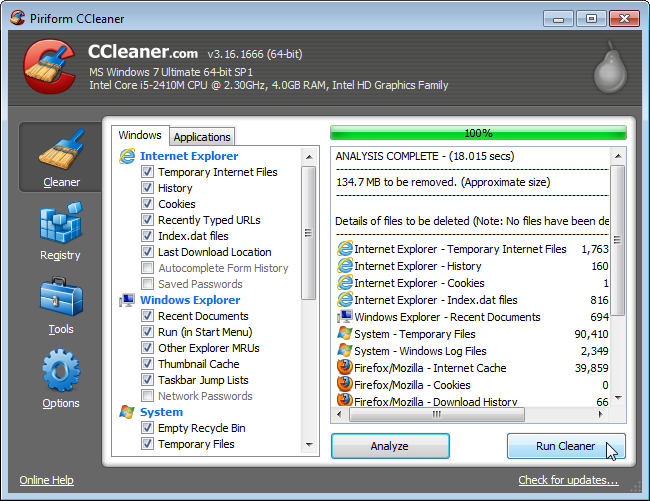 Piriform CCleaner
CCleaner.com v3.16.1666 (64-bit)
MS Windows 7 Ultimate 64-bit SP1
Intel Core i5-2410M CPU @ 2.30GHz, 4.0GB RAM, Intel HD Graphics Family
Cleaner
Registry
Tools
Options
Windows
Applications
Internet Explorer
Temporary Internet Files
History
Cookies
Recently Typed URLs
Index.dat files
Last Download Location
Autocomplete Form History
Saved Passwords
Windows Explorer
Recent Documents
Run (in Start Menu)
Other Explorer MRUs
Thumbnail Cache
Taskbar Jump Lists
Network Passwords
System
Empty Recycle Bin
Temporary Files
100%
ANALYSIS COMPLETE - (18.015 secs)
134.7 MB to be removed. (Approximate size)
Details of files to be deleted (Note: No files have been de
Internet Explorer - Temporary Internet Files 1,763
Internet Explorer - History 160
Internet Explorer - Cookies 1
Internet Explorer - Index.dat files 816
Windows Explorer - Recent Documents 694
System - Temporary Files 90,410
System - Windows Log Files 2,349
Firefox/Mozilla - Internet Cache 39,859
Firefox/Mozilla - Cookies 0
Firefox/Mozilla - Download History 66
Analyze
Run Cleaner
Online Help
Check for updates...